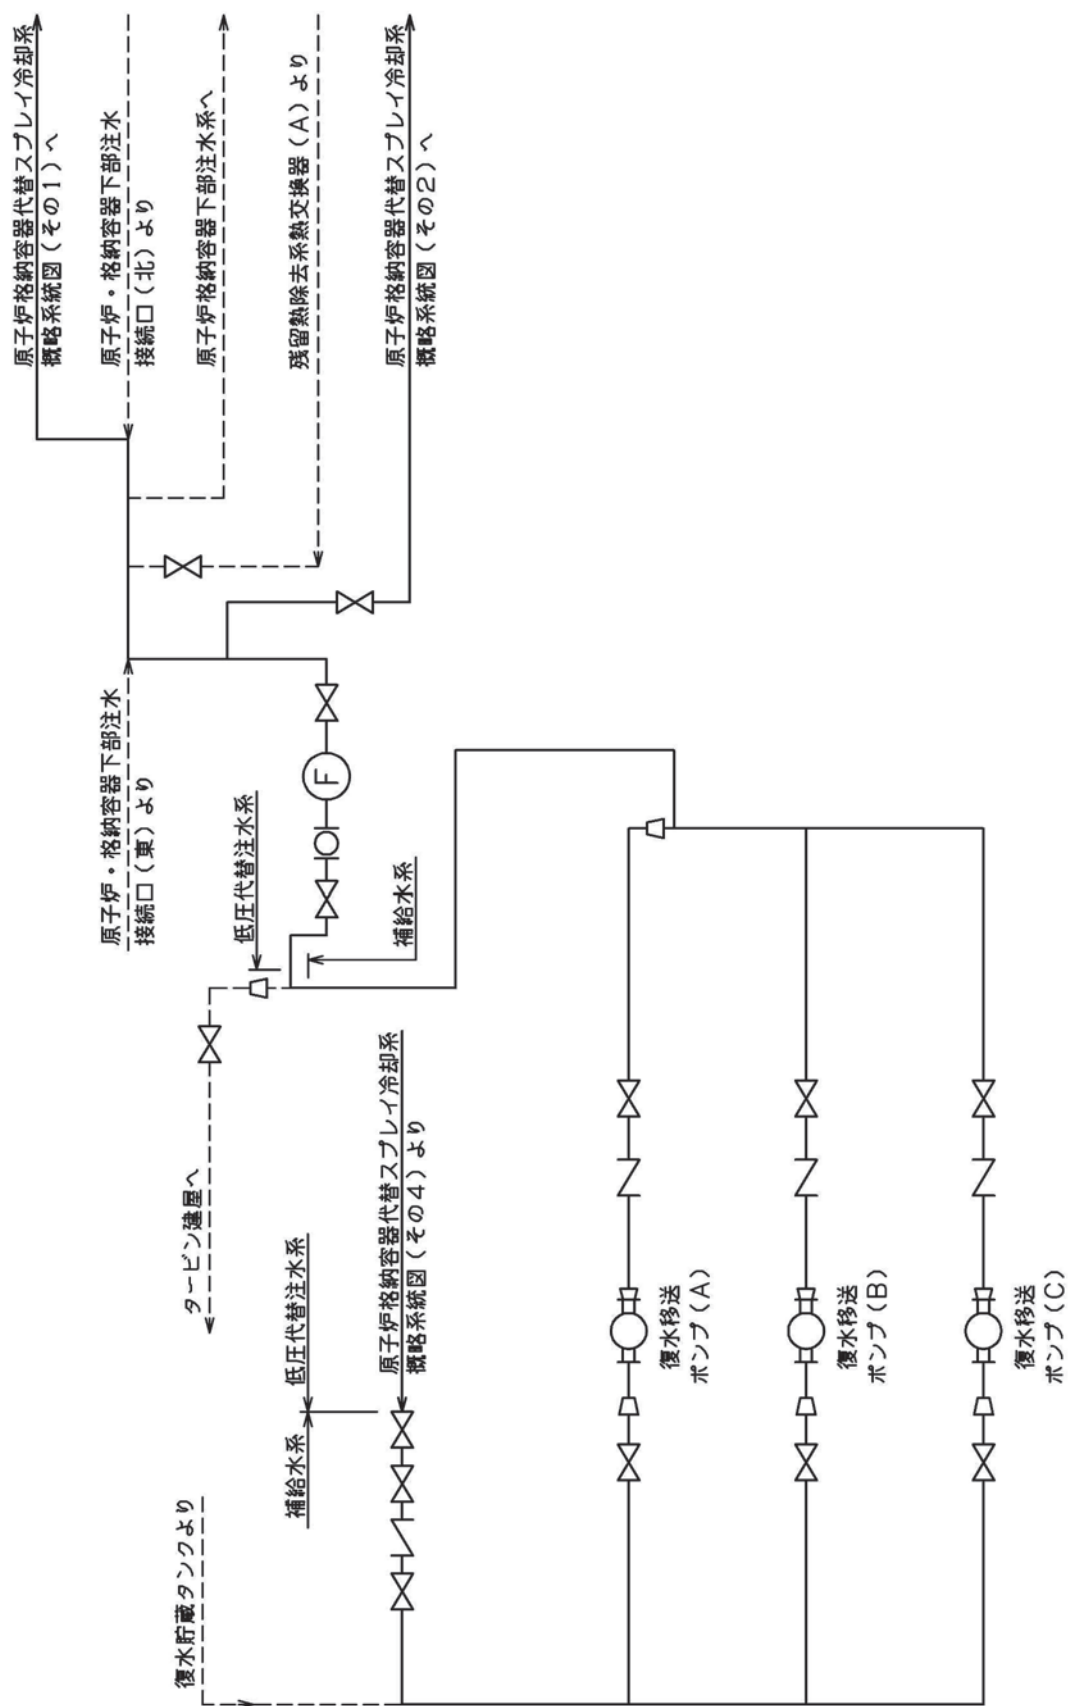 原子炉格納容器代替スプレイ冷却系
概略系統図(その1)へ
原子炉・格納容器下部注水
接続口(北)より
原子炉格納容器下部注水系へ
残留熱除去系熱交換器(A)より
原子炉格納容器代替スプレイ冷却系
概略系統図(その2)へ
原子炉・格納容器下部注水
接続口(東)より
低圧代替注水系
F
補給水系
タービン建屋へ
低圧代替注水系
補給水系
原子炉格納容器代替スプレイ冷却系
概略系統図(その4)より
復水貯蔵タンクより
復水移送
ポンプ(A)
復水移送
ポンプ(B)
復水移送
ポンプ(C)